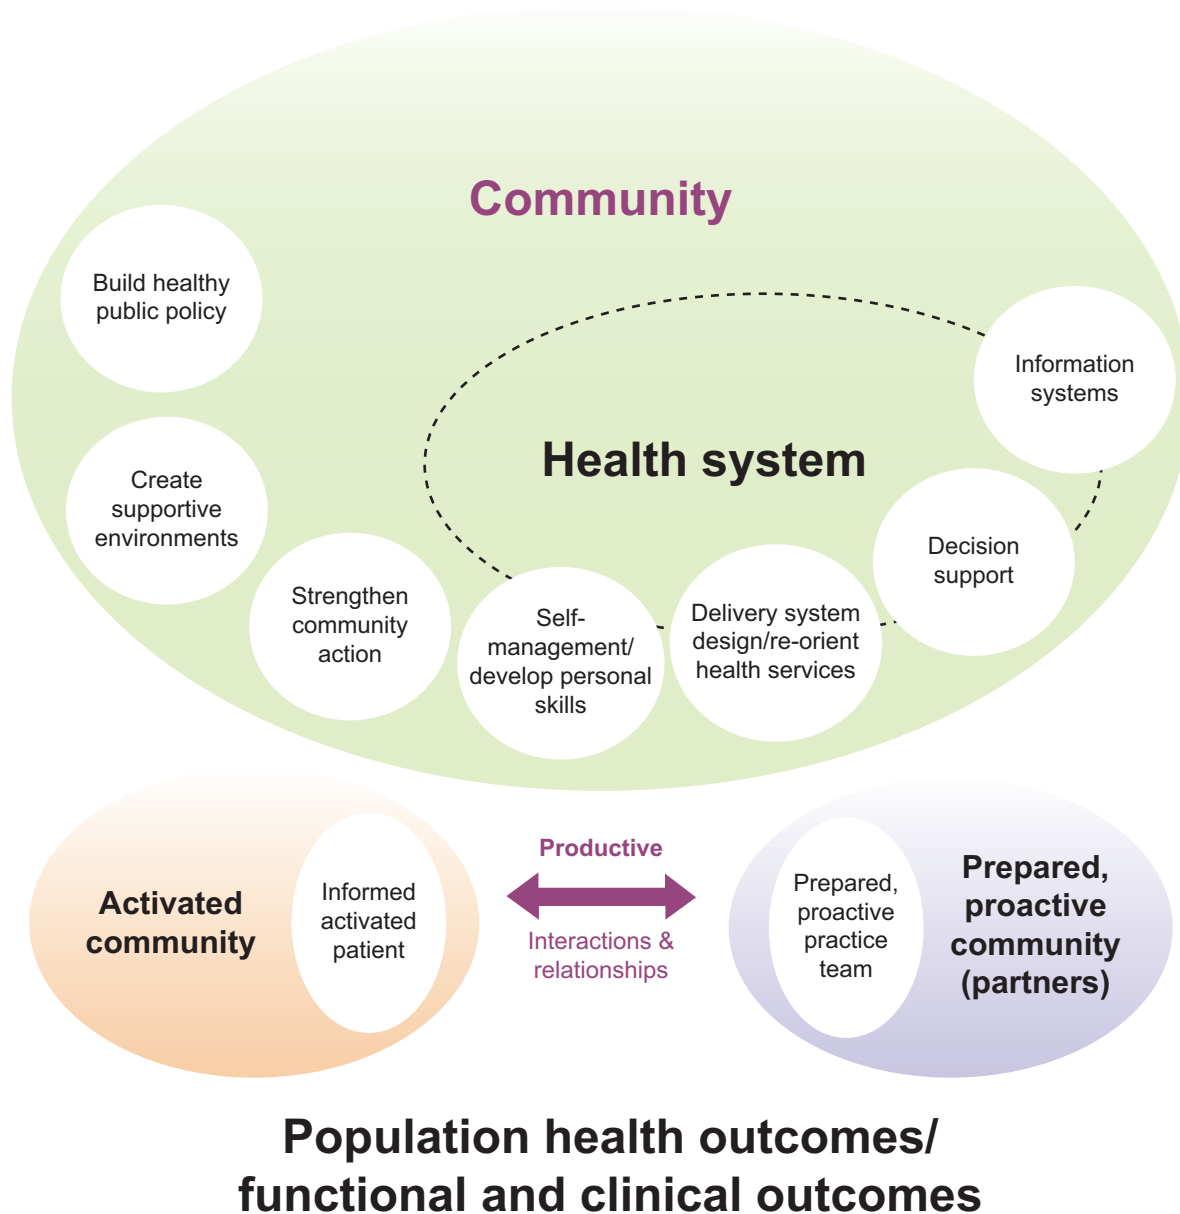 Community
Build healthy
public policy
Information
systems
Health system
Create
supportive
environments
Decision
support
Strengthen
community
action
Self-
management/
develop personal
skills
Delivery system
design/re-orient
health services
Activated
community
Informed
activated
patient
Productive
Interactions &
relationships
Prepared,
proactive
practice
team
Prepared,
proactive
community
(partners)
Population health outcomes/
functional and clinical outcomes